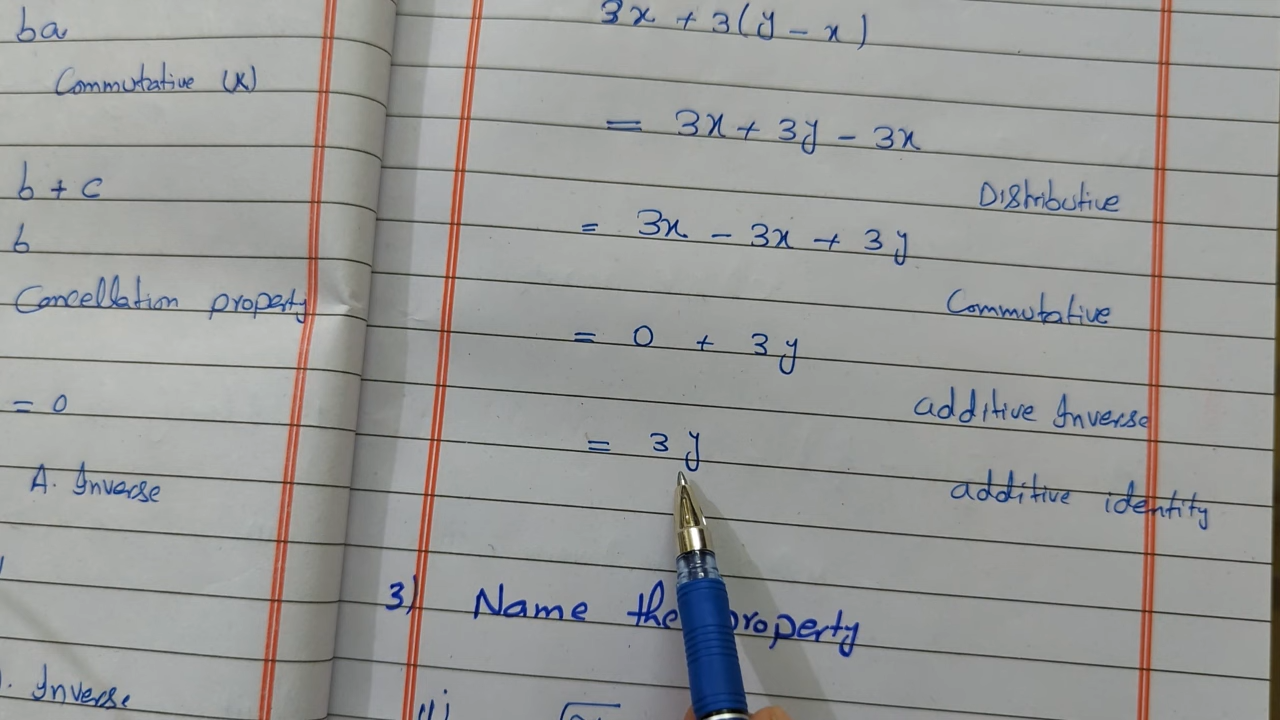 ba
Commutative (x)
b + c
b
Cancellation property
= 0
A. Inverse
. Inverse
3x + 3(y - x)
= 3x + 3y - 3x
Distributive
= 3x - 3x + 3y
Commutative
= 0 + 3y
additive Inverse
= 3y
additive identity
3) Name the property